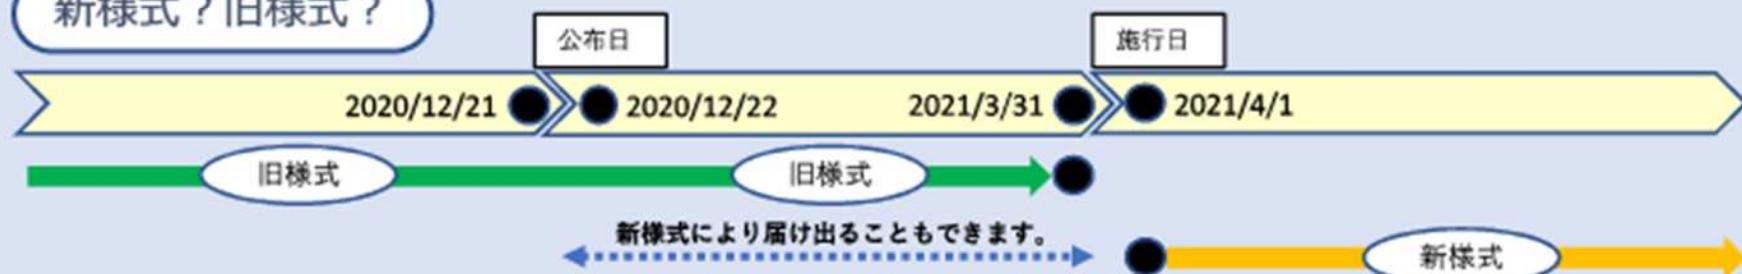 新様式？旧様式？
公布日
施行日
2020/12/21
2020/12/22
2021/3/31
2021/4/1
旧様式
旧様式
新様式により届け出ることもできます。
新様式